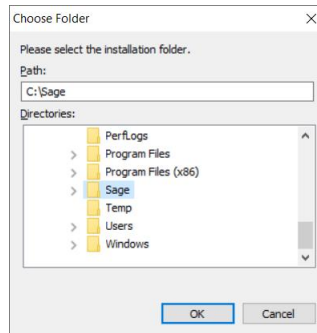 Choose Folder
Please select the installation folder.
Path:
C:\Sage
Directories:
PerfLogs
Program Files
Program Files (x86)
Sage
Temp
Users
Windows
OK Cancel